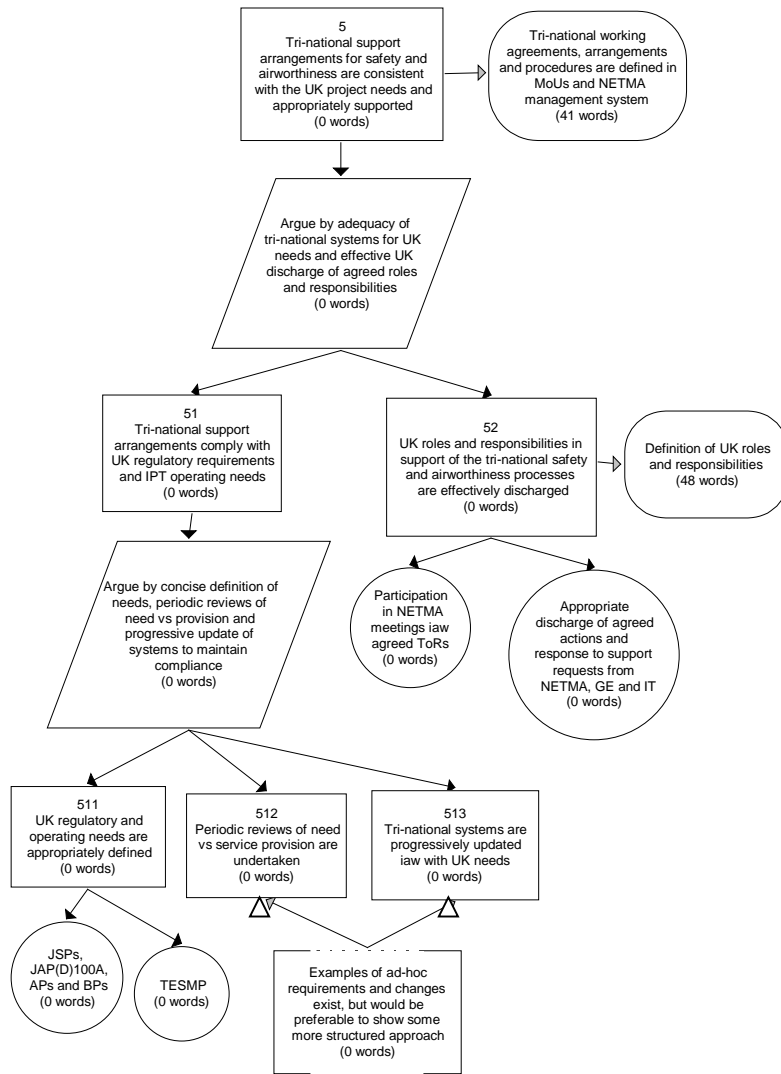 5
Tri-national support
arrangements for safety and
airworthiness are consistent
with the UK project needs and
appropriately supported
(0 words)
Tri-national working
agreements, arrangements
and procedures are defined in
MoUs and NETMA
management system
(41 words)
Argue by adequacy of
tri-national systems for UK
needs and effective UK
discharge of agreed roles
and responsibilities
(0 words)
51
Tri-national support
arrangements comply with
UK regulatory requirements
and IPT operating needs
(0 words)
52
UK roles and responsibilities in
support of the tri-national safety
and airworthiness processes
are effectively discharged
(0 words)
Definition of UK roles
and responsibilities
(48 words)
Argue by concise definition of
needs, periodic reviews of
need vs provision and
progressive update of
systems to maintain
compliance
(0 words)
Participation
in NETMA
meetings iaw
agreed ToRs
(0 words)
Appropriate
discharge of agreed
actions and
response to support
requests from
NETMA, GE and IT
(0 words)
511
UK regulatory and
operating needs are
appropriately defined
(0 words)
512
Periodic reviews of need
vs service provision are
undertaken
(0 words)
513
Tri-national systems are
progressively updated
iaw with UK needs
(0 words)
JSPs,
JAP(D)100A,
APs and BPs
(0 words)
TESMP
(0 words)
Examples of ad-hoc
requirements and changes
exist, but would be
preferable to show some
more structured approach
(0 words)